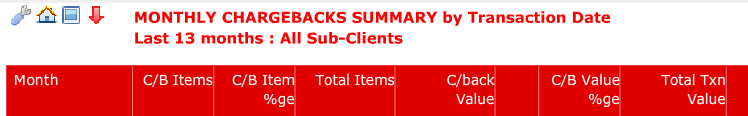 MONTHLY CHARGEBACKS SUMMARY by Transaction Date
Last 13 months : All Sub-Clients
Month C/B Items C/B Item %ge Total Items C/back Value C/B Value %ge Total Txn Value